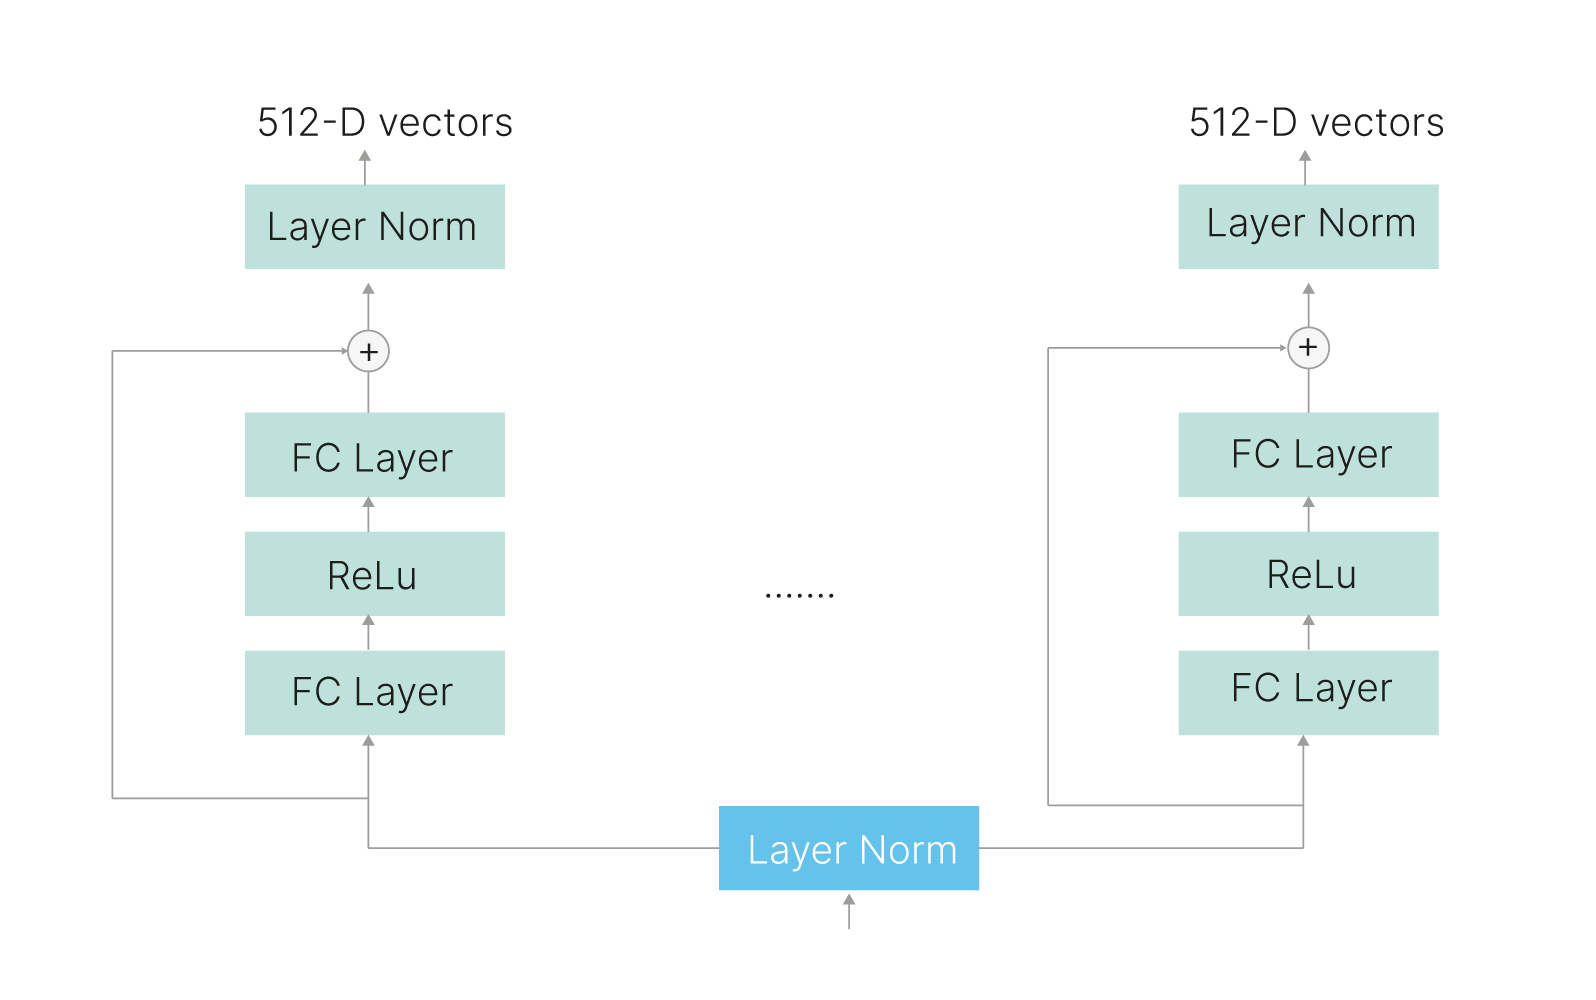 512-D vectors
512-D vectors
Layer Norm
Layer Norm
+
+
FC Layer
FC Layer
ReLu
ReLu
.......
FC Layer
FC Layer
Layer Norm